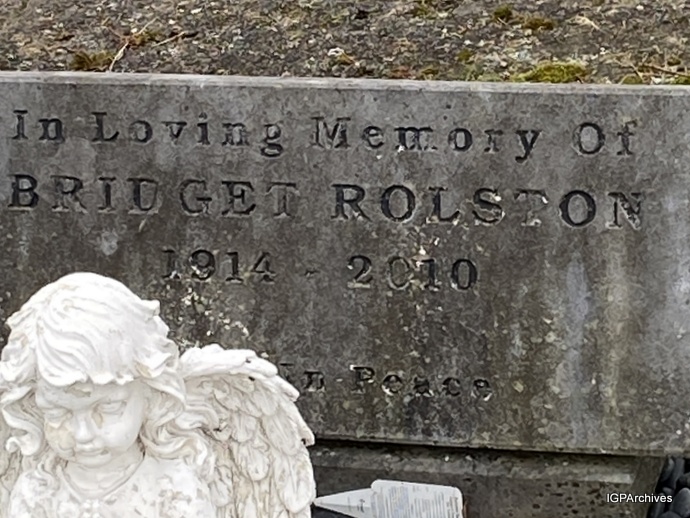 In Loving Memory Of
BRIDGET ROLSTON
1914 - 2010
In Peace
IGPArchives